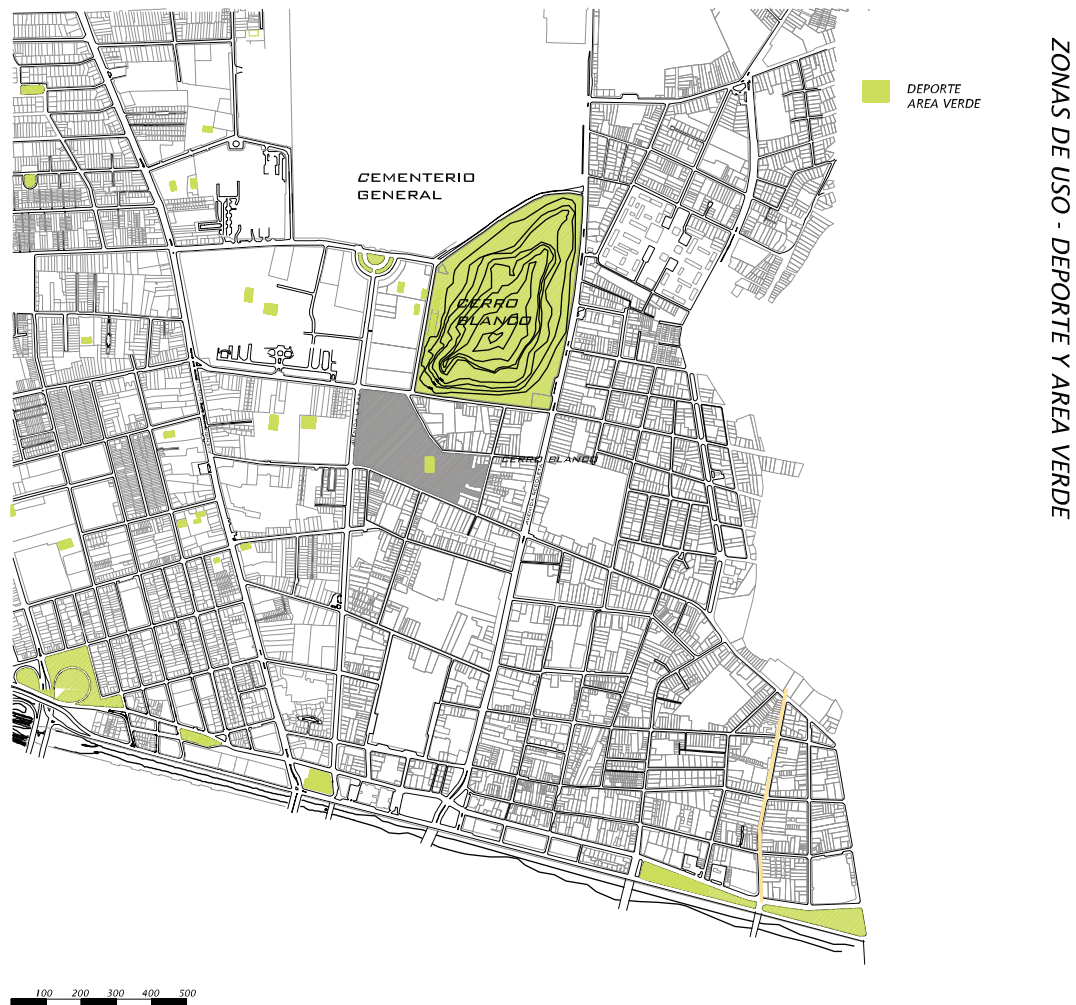 DEPORTE
AREA VERDE
ZONAS DE USO - DEPORTE Y AREA VERDE
CEMENTERIO
GENERAL
CERRO
BLANCO
CERRO BLANCO
100 200 300 400 500